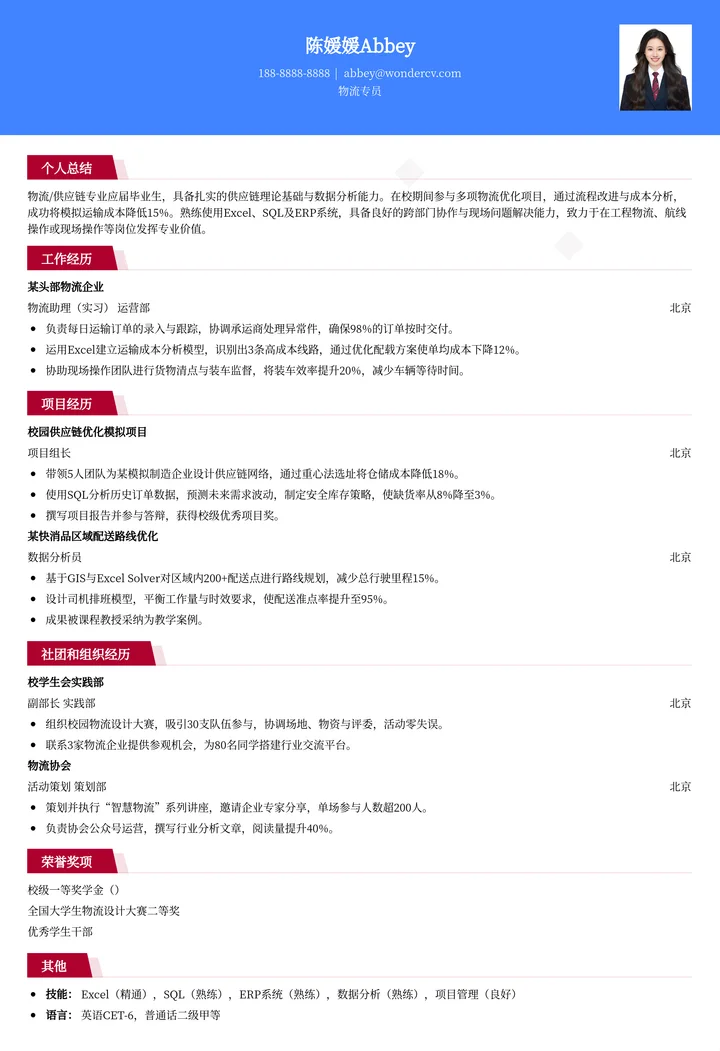 陈媛媛Abbey
188-8888-8888 | abbey@wondercv.com
物流专员
个人总结
物流/供应链专业应届毕业生，具备扎实的供应链理论基础与数据分析能力。在校期间参与多项物流优化项目，通过流程改进与成本分析，
成功将模拟运输成本降低15%。熟练使用Excel、SQL及ERP系统，具备良好的跨部门协作与现场问题解决能力，致力于在工程物流、航线
操作或现场操作等岗位发挥专业价值。
工作经历
某头部物流企业
物流助理（实习） 运营部 北京
• 负责每日运输订单的录入与跟踪，协调承运商处理异常件，确保98%的订单按时交付。
• 运用Excel建立运输成本分析模型，识别出3条高成本线路，通过优化配载方案使单均成本下降12%。
• 协助现场操作团队进行货物清点与装车监督，将装车效率提升20%，减少车辆等待时间。
项目经历
校园供应链优化模拟项目
项目组长 北京
• 带领5人团队为某模拟制造企业设计供应链网络，通过重心法选址将仓储成本降低18%。
• 使用SQL分析历史订单数据，预测未来需求波动，制定安全库存策略，使缺货率从8%降至3%。
• 撰写项目报告并参与答辩，获得校级优秀项目奖。
某快消品区域配送路线优化
数据分析员 北京
• 基于GIS与Excel Solver对区域内200+配送点进行路线规划，减少总行驶里程15%。
• 设计司机排班模型，平衡工作量与时效要求，使配送准点率提升至95%。
• 成果被课程教授采纳为教学案例。
社团和组织经历
校学生会实践部
副部长 实践部 北京
• 组织校园物流设计大赛，吸引30支队伍参与，协调场地、物资与评委，活动零失误。
• 联系3家物流企业提供参观机会，为80名同学搭建行业交流平台。
物流协会
活动策划 策划部 北京
• 策划并执行“智慧物流”系列讲座，邀请企业专家分享，单场参与人数超200人。
• 负责协会公众号运营，撰写行业分析文章，阅读量提升40%。
荣誉奖项
校级一等奖学金（）
全国大学生物流设计大赛二等奖
优秀学生干部
其他
• 技能： Excel（精通），SQL（熟练），ERP系统（熟练），数据分析（熟练），项目管理（良好）
• 语言： 英语CET-6，普通话二级甲等